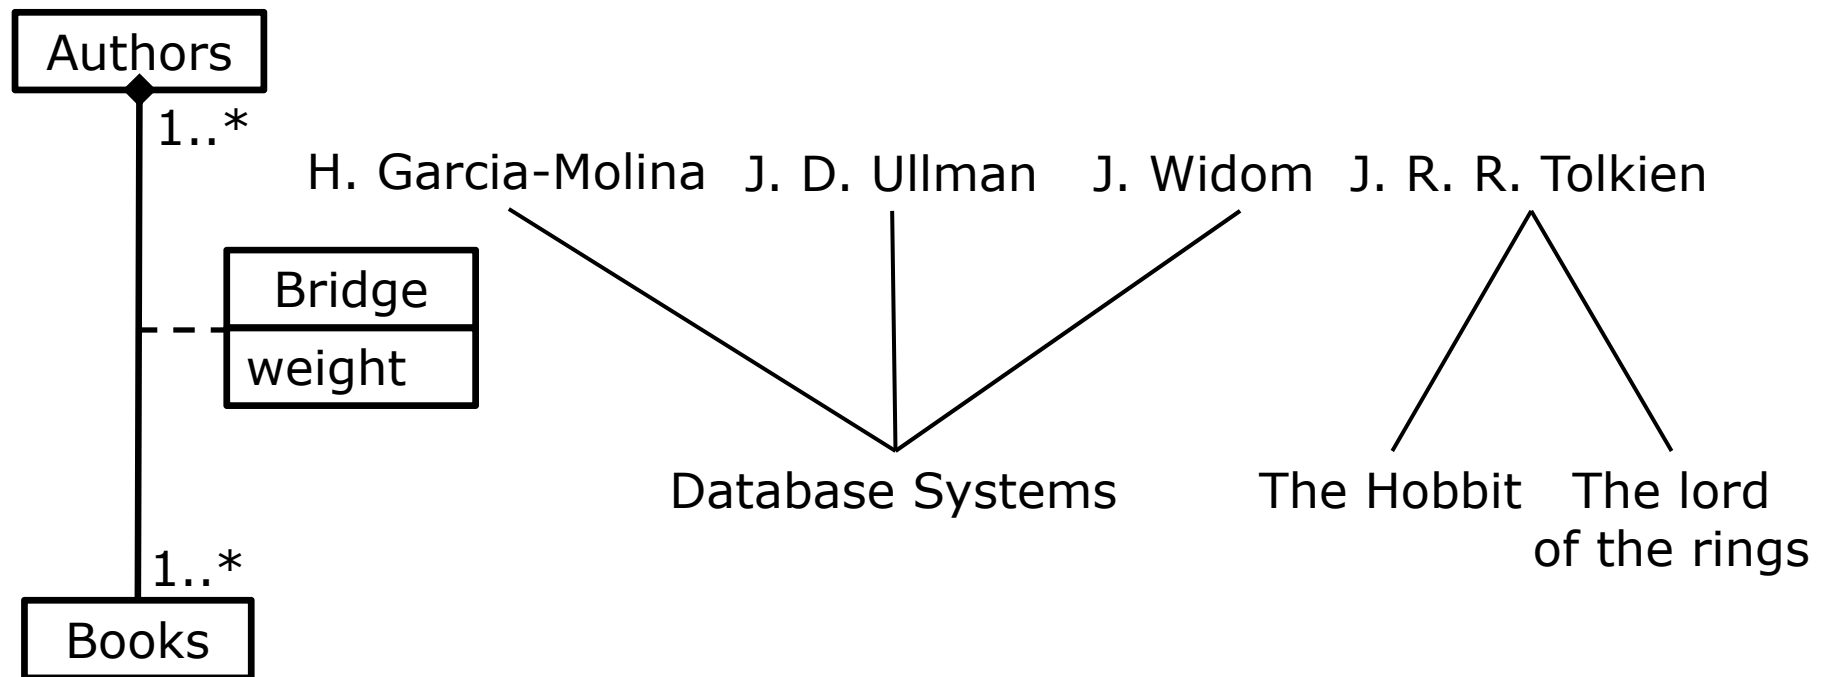 Authors
1..*
H. Garcia-Molina J. D. Ullman J. Widom J. R. R. Tolkien
Bridge
weight
Database Systems The Hobbit The lord
of the rings
1..*
Books